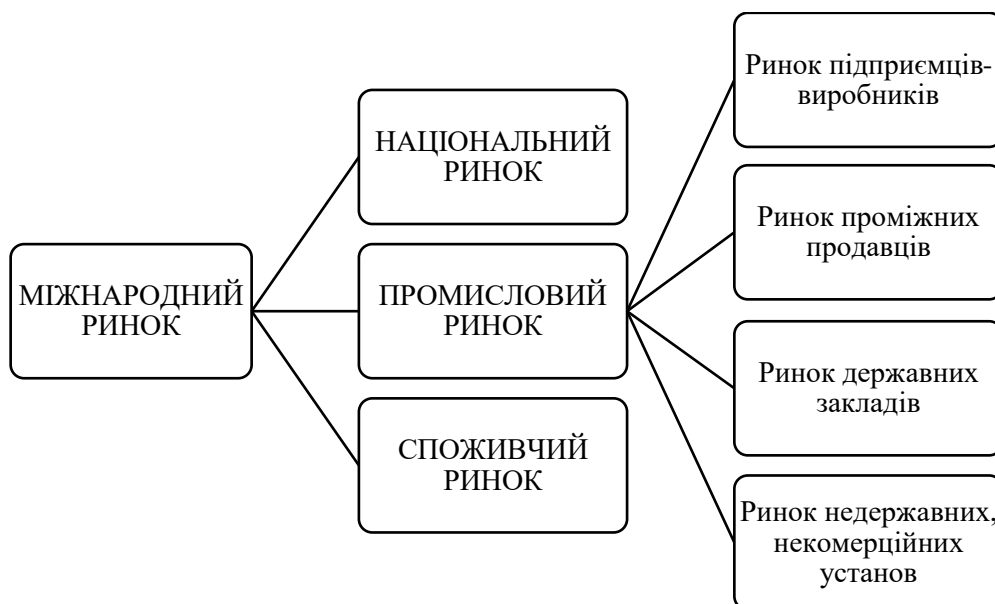 МІЖНАРОДНИЙ
РИНОК
НАЦІОНАЛЬНИЙ
РИНОК
ПРОМИСЛОВИЙ
РИНОК
СПОЖИВЧИЙ
РИНОК
Ринок підприємців-
виробників
Ринок проміжних
продавців
Ринок державних
закладів
Ринок недержавних,
некомерційних
установ